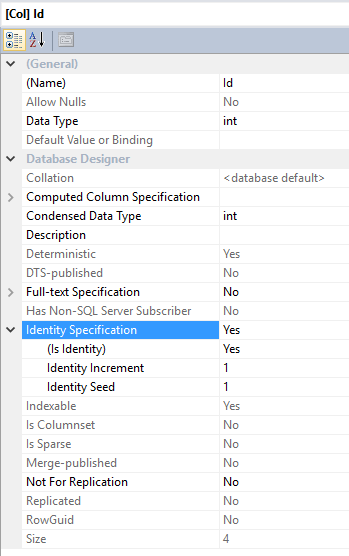 [Col] Id
(General)
(Name) Id
Allow Nulls No
Data Type int
Default Value or Binding
Database Designer
Collation <database default>
Computed Column Specification
Condensed Data Type int
Description
Deterministic Yes
DTS-published No
Full-text Specification No
Has Non-SQL Server Subscriber No
Identity Specification Yes
(Is Identity) Yes
Identity Increment 1
Identity Seed 1
Indexable Yes
Is Columnset No
Is Sparse No
Merge-published No
Not For Replication No
Replicated No
RowGuid No
Size 4